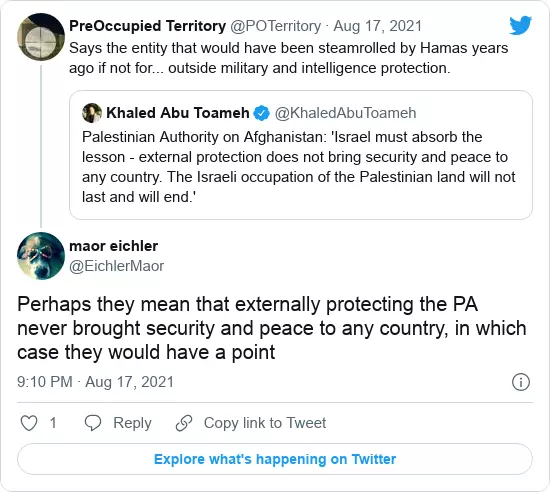 PreOccupied Territory @POTerritory · Aug 17, 2021
Says the entity that would have been steamrolled by Hamas years
ago if not for... outside military and intelligence protection.
Khaled Abu Toameh @KhaledAbuToameh
Palestinian Authority on Afghanistan: 'Israel must absorb the
lesson - external protection does not bring security and peace to
any country. The Israeli occupation of the Palestinian land will not
last and will end.'
maor eichler
@EichlerMaor
Perhaps they mean that externally protecting the PA
never brought security and peace to any country, in which
case they would have a point
9:10 PM · Aug 17, 2021
1 Reply Copy link to Tweet
Explore what's happening on Twitter